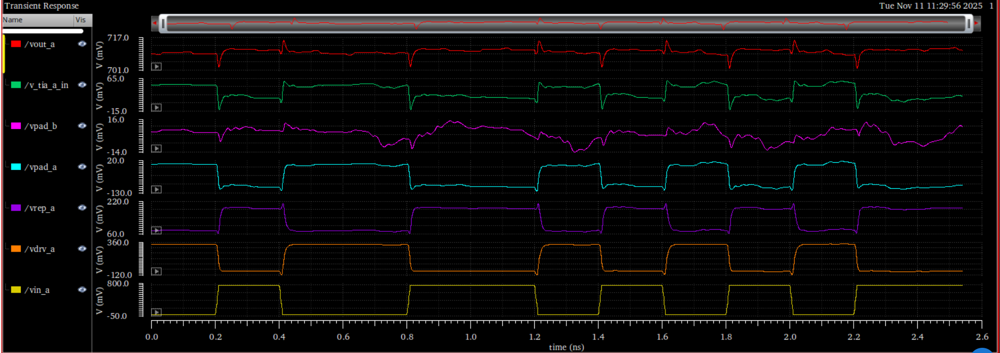 Transient Response
Tue Nov 11 11:29:56 2025 1
Name Vis
/vout_a
V (mV)
717.0
701.0
/v_tia_a_in
V (mV)
65.0
-15.0
/vpad_b
V (mV)
16.0
-14.0
/vpad_a
V (mV)
20.0
-130.0
/vrep_a
V (mV)
220.0
60.0
/vdrv_a
V (mV)
360.0
-120.0
/vin_a
V (mV)
800.0
-50.0
0.0 0.2 0.4 0.6 0.8 1.0 1.2 1.4 1.6 1.8 2.0 2.2 2.4 2.6
time (ns)